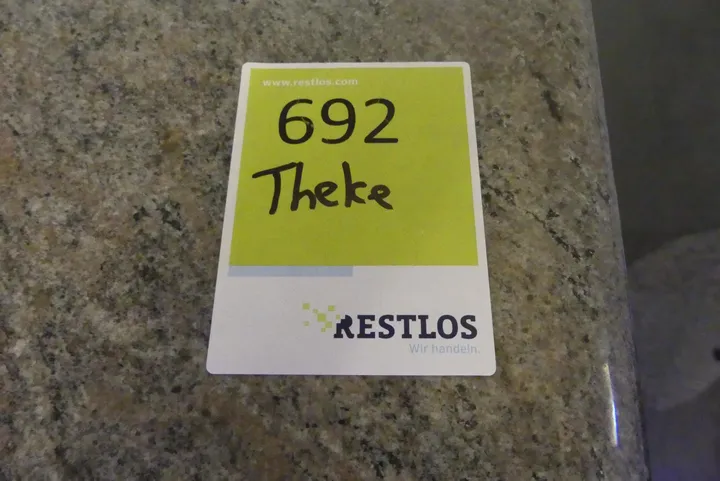 www.restlos.com
692
Theke
RESTLOS
Wir handeln.